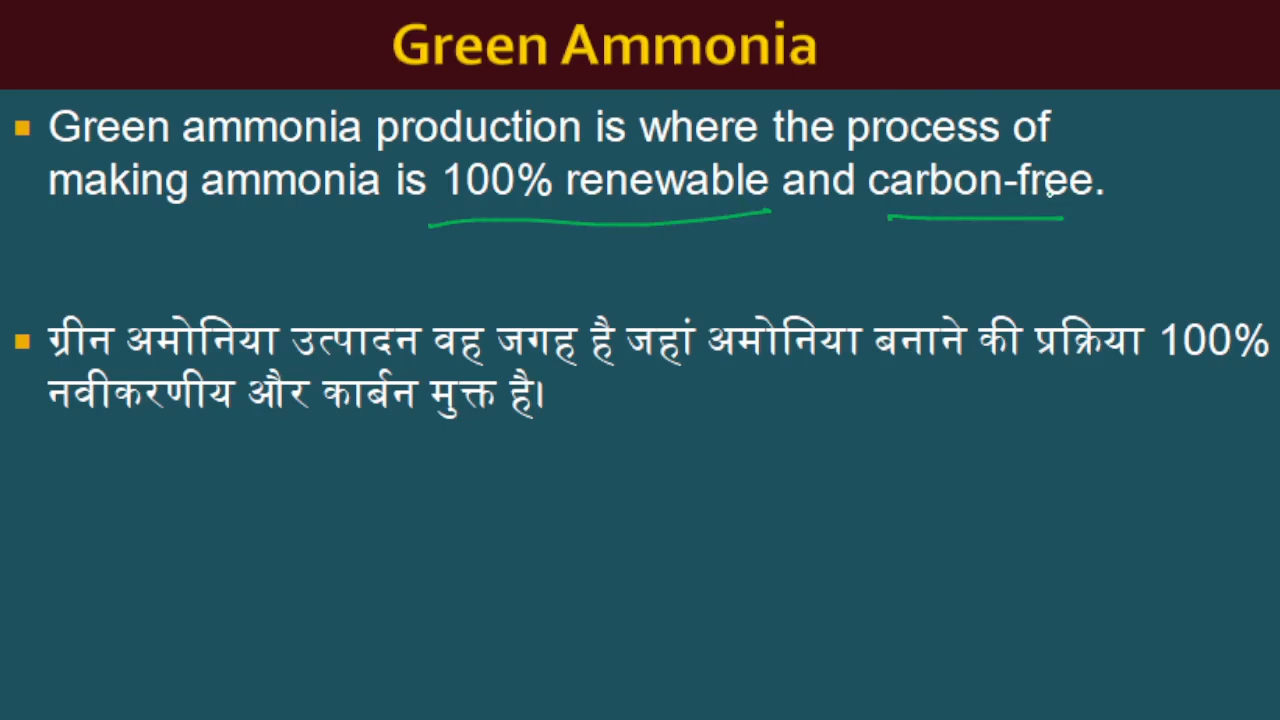 Green Ammonia
Green ammonia production is where the process of
making ammonia is 100% renewable and carbon-free.
ग्रीन अमोनिया उत्पादन वह जगह है जहां अमोनिया बनाने की प्रक्रिया 100%
नवीकरणीय और कार्बन मुक्त है।